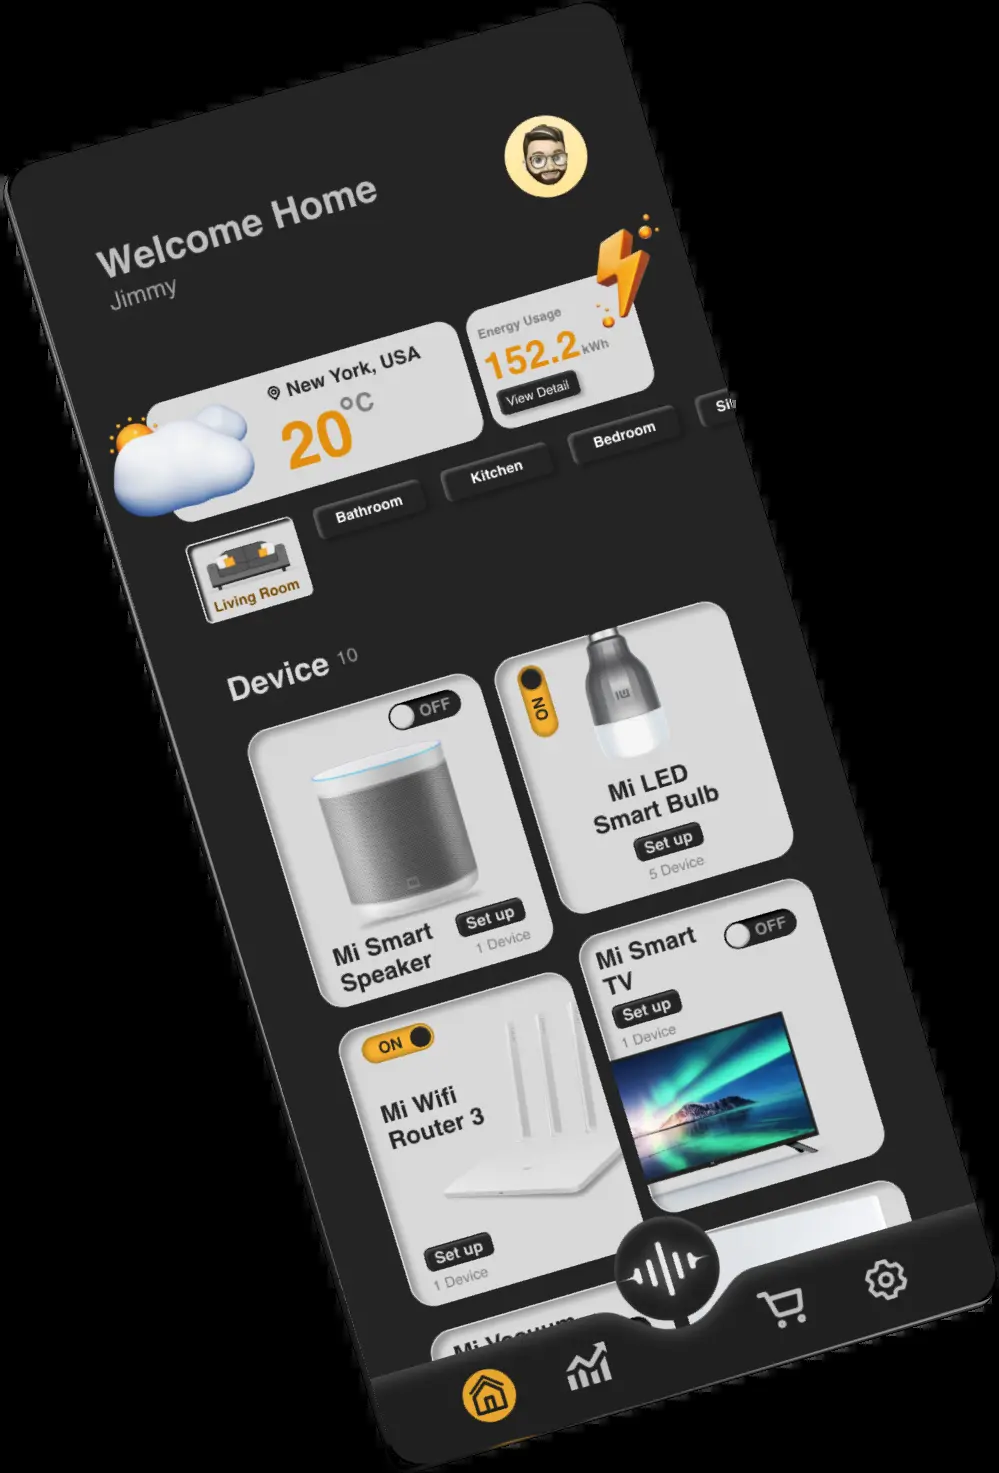 Welcome Home
Jimmy
New York, USA
20°C
Energy Usage
152.2 kWh
View Detail
Living Room
Bathroom
Kitchen
Bedroom
Device 10
OFF
Mi Smart
Speaker
Set up
1 Device
ON
Mi LED
Smart Bulb
Set up
5 Device
ON
Mi Wifi
Router 3
Set up
1 Device
OFF
Mi Smart
TV
Set up
1 Device
Mi Vacuum